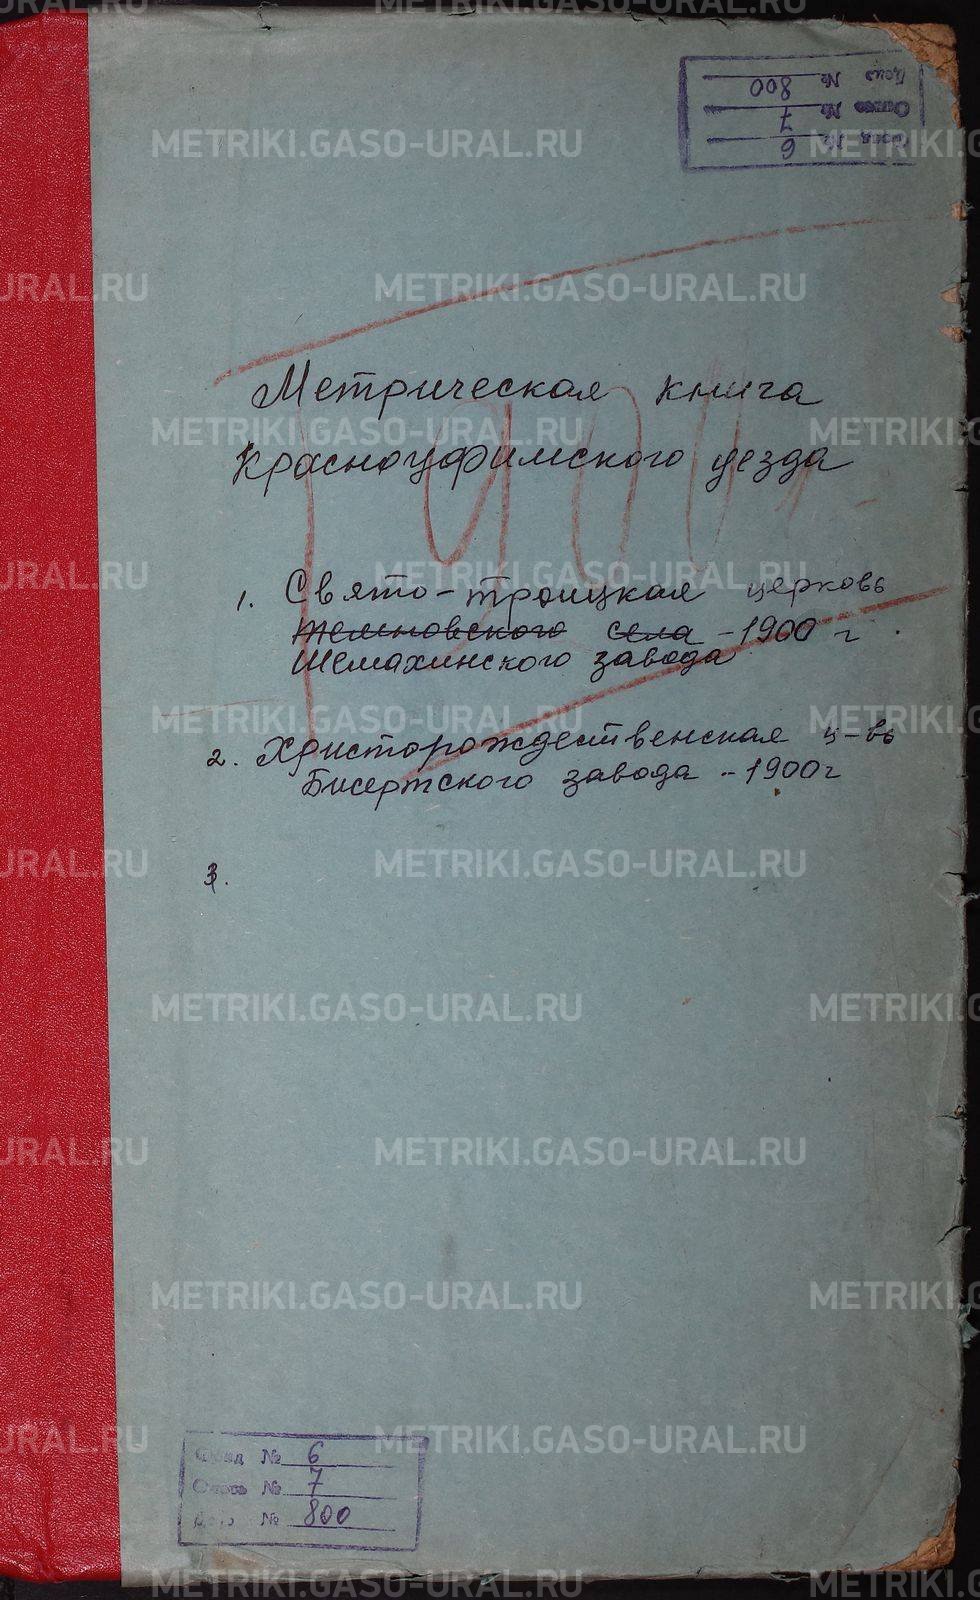 Фонд № 6
Опись № 7
Дело № 800
Метрическая книга
Красноуфимского уезда
1900
1. Свято-троицкая церковь
села - 1900 г.
Шемахинского завода
2. Христорождественская ц-вь
Бисертского завода - 1900г
3.
Фонд № 6
Опись № 7
Дело № 800
METRIKI.GASO-URAL.RU